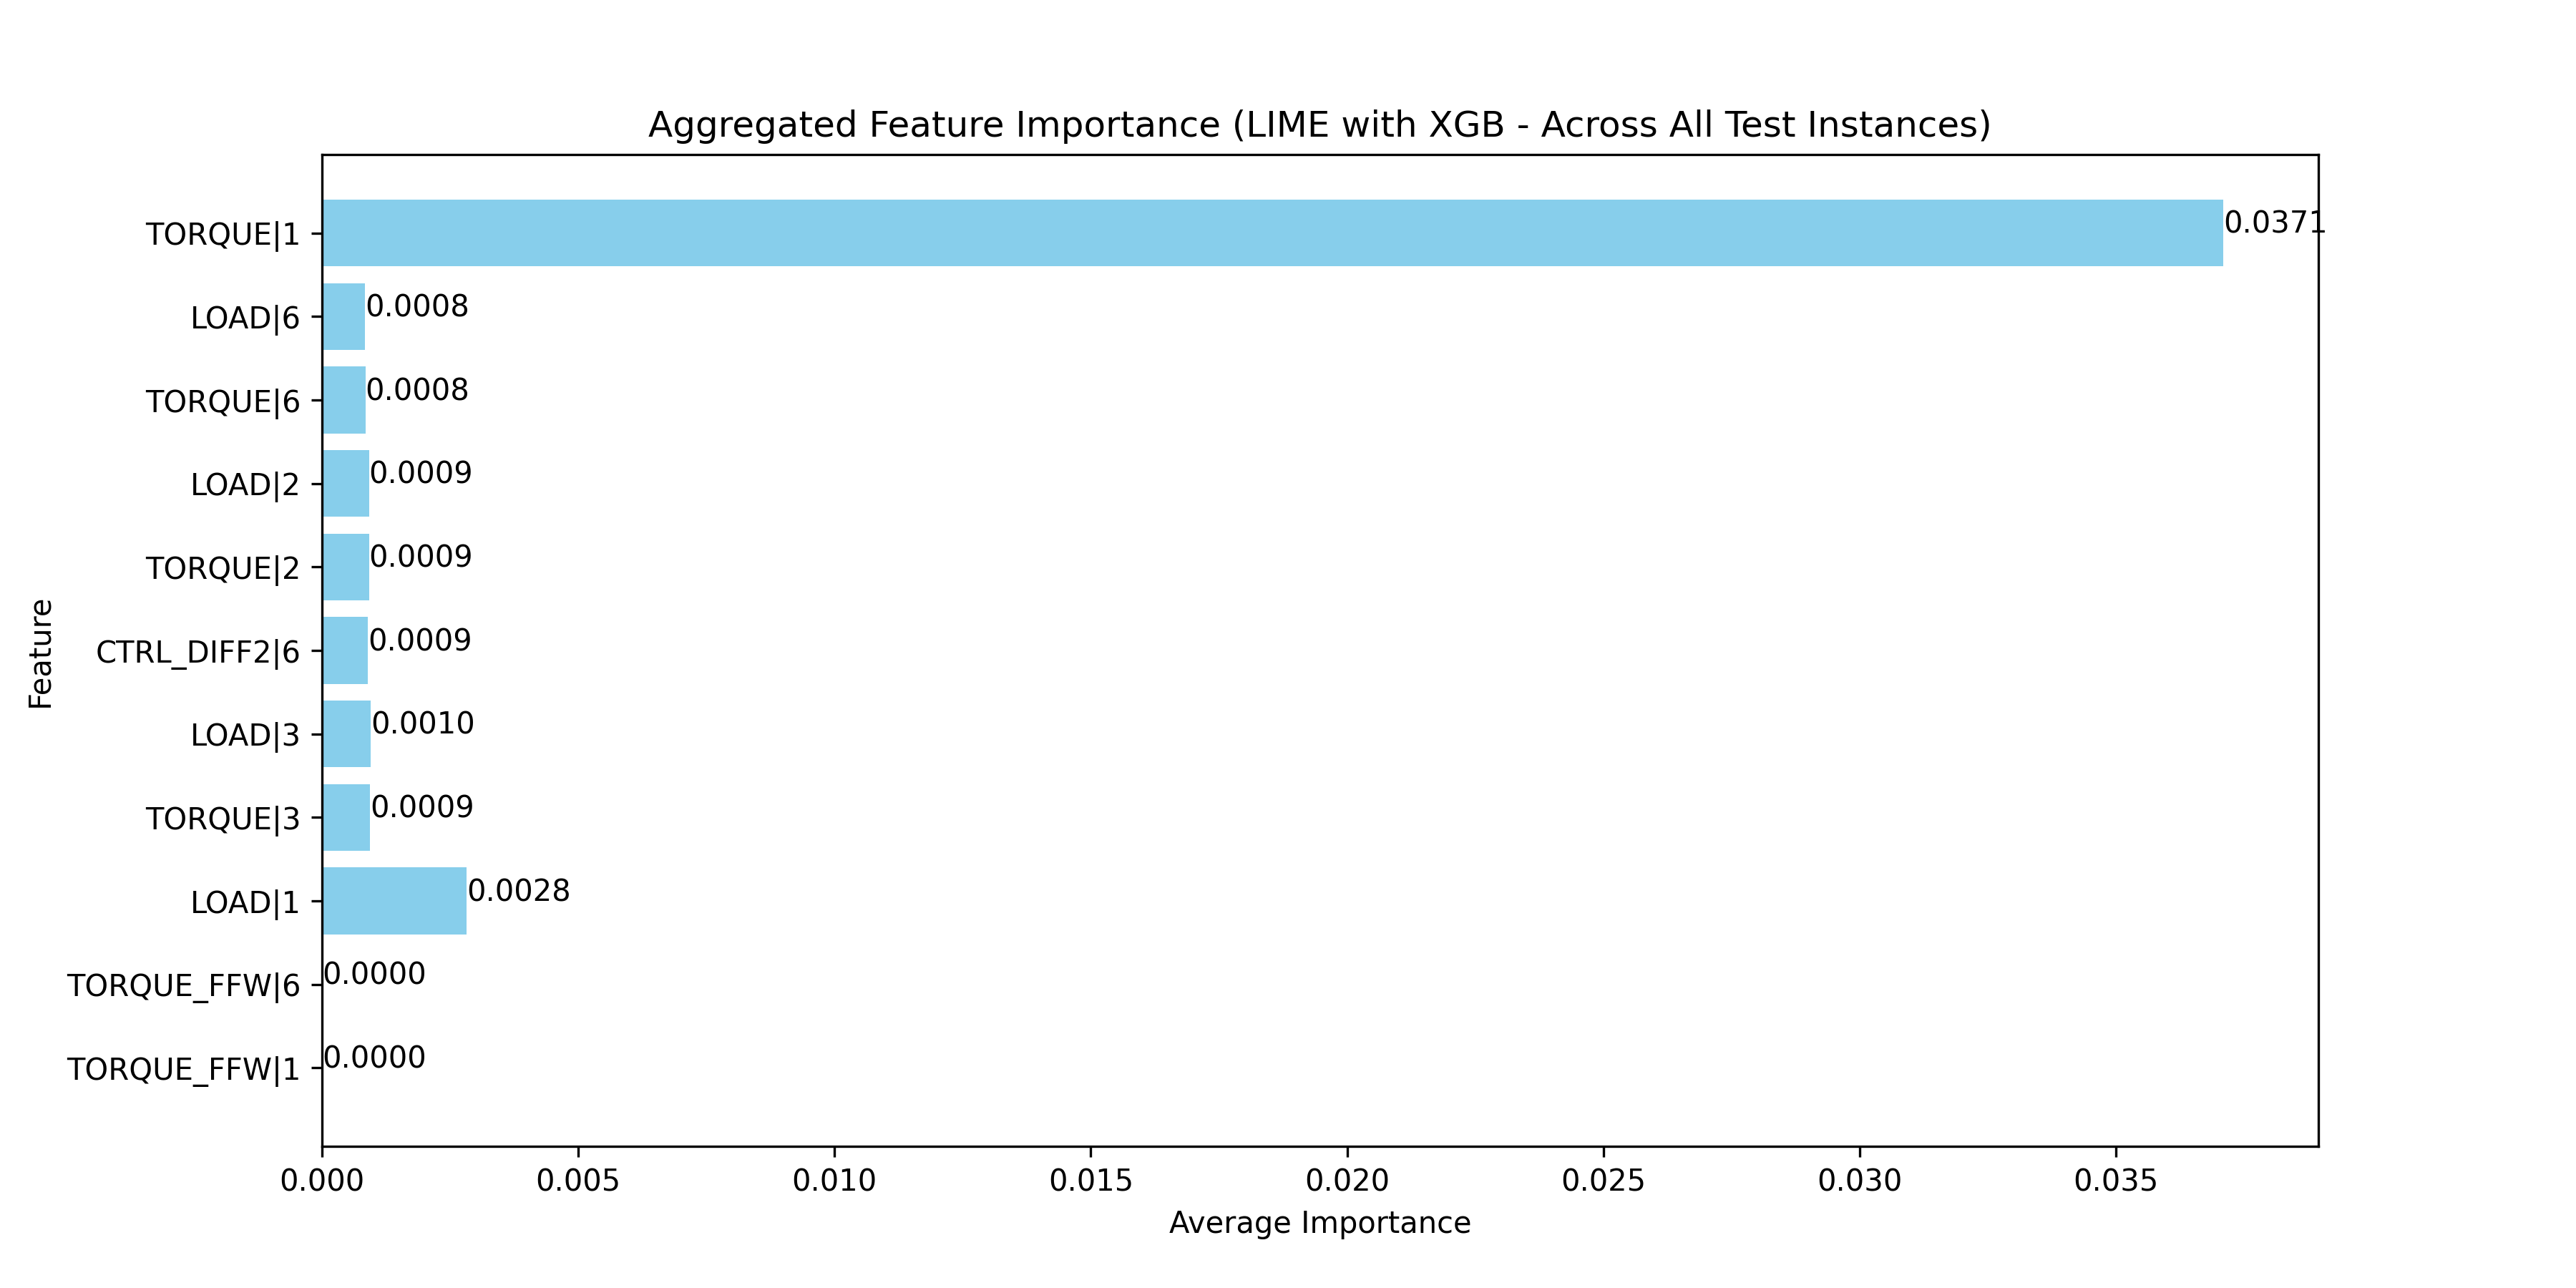 Aggregated Feature Importance (LIME with XGB - Across All Test Instances)
TORQUE|1 0.0371
LOAD|6 0.0008
TORQUE|6 0.0008
LOAD|2 0.0009
TORQUE|2 0.0009
CTRL_DIFF2|6 0.0009
LOAD|3 0.0010
TORQUE|3 0.0009
LOAD|1 0.0028
TORQUE_FFW|6 0.0000
TORQUE_FFW|1 0.0000
Feature
0.000 0.005 0.010 0.015 0.020 0.025 0.030 0.035
Average Importance